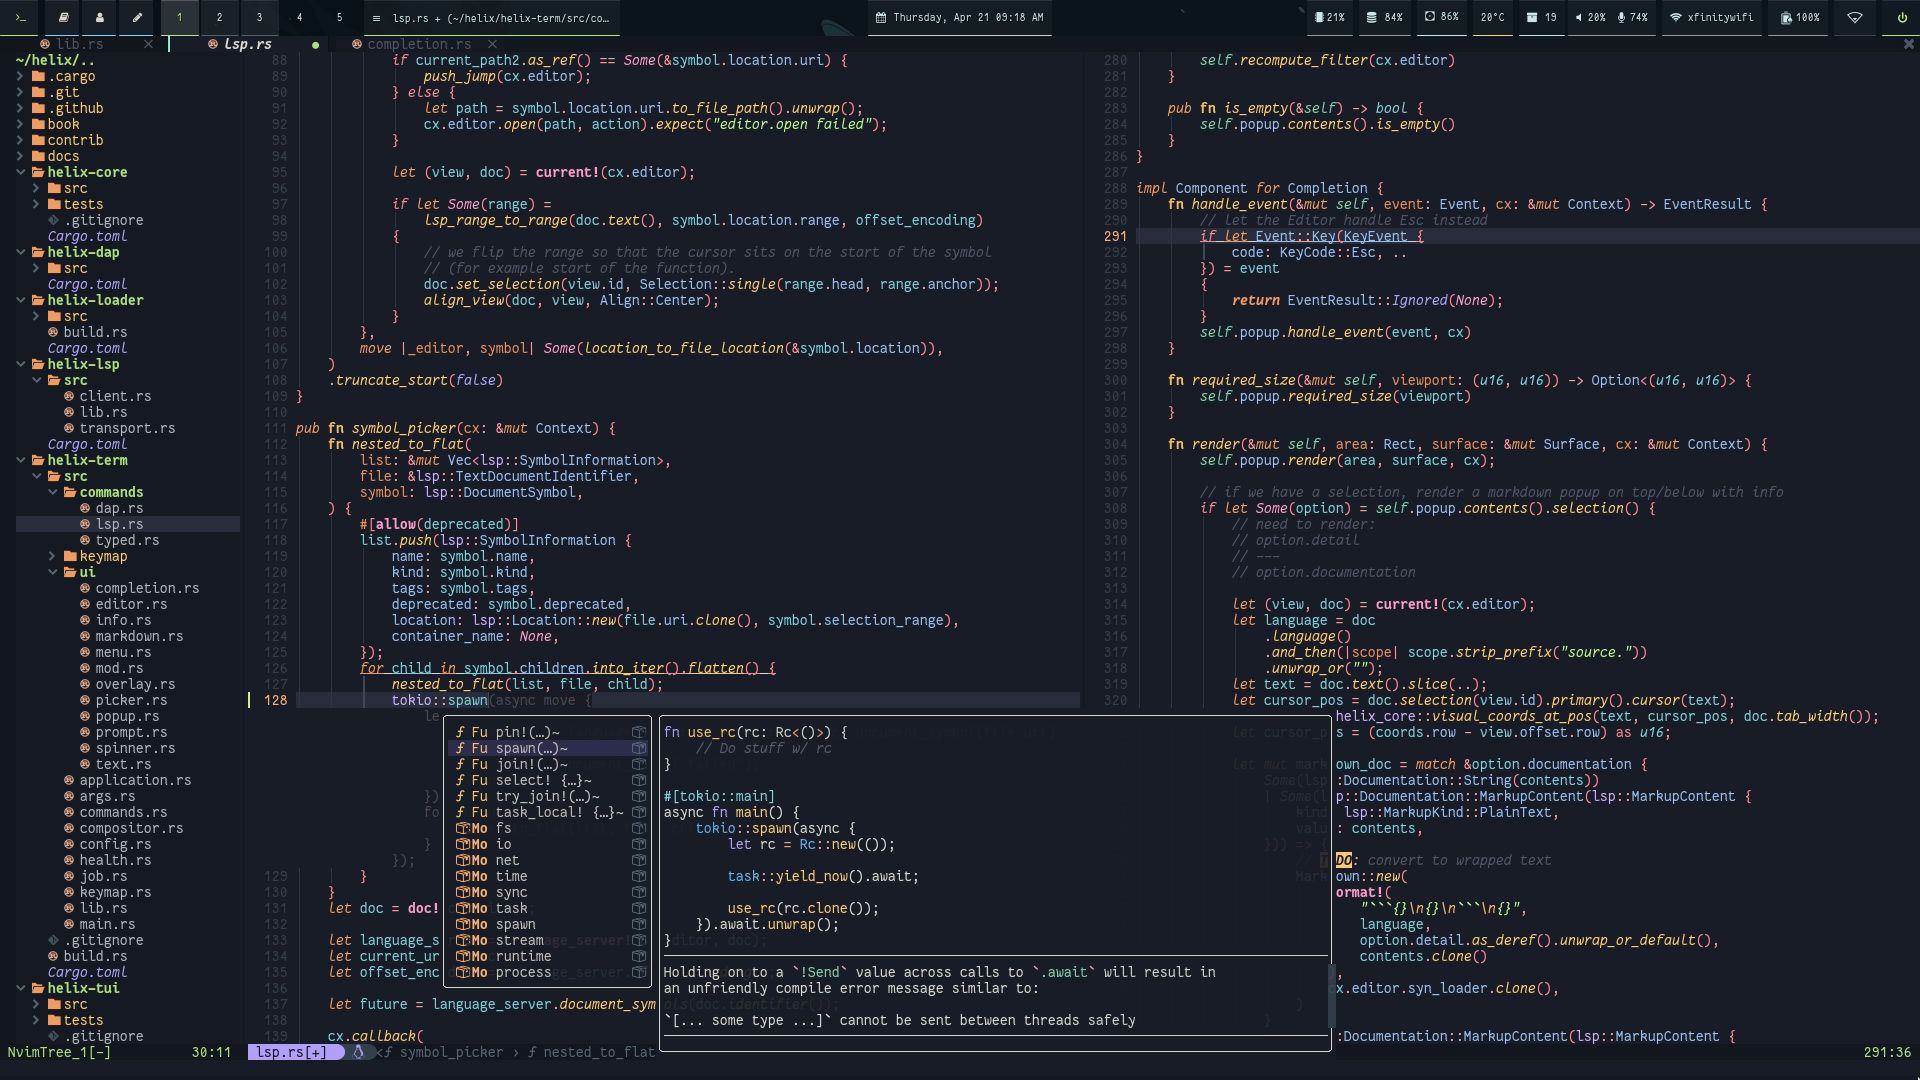 >_ 1 2 3 4 5 ≡ lsp.rs + (~/helix/helix-term/src/co… Thursday, Apr 21 09:18 AM 21% 84% 86% 20°C 19 20% 74% xfinitywifi 100%
lib.rs × lsp.rs ● completion.rs ×
~/helix/..
.cargo
.git
.github
book
contrib
docs
helix-core
src
tests
.gitignore
Cargo.toml
helix-dap
src
Cargo.toml
helix-loader
src
build.rs
Cargo.toml
helix-lsp
src
client.rs
lib.rs
transport.rs
Cargo.toml
helix-term
src
commands
dap.rs
lsp.rs
typed.rs
keymap
ui
completion.rs
editor.rs
info.rs
markdown.rs
menu.rs
mod.rs
overlay.rs
picker.rs
popup.rs
prompt.rs
spinner.rs
text.rs
application.rs
args.rs
commands.rs
compositor.rs
config.rs
health.rs
job.rs
keymap.rs
lib.rs
main.rs
.gitignore
build.rs
Cargo.toml
helix-tui
src
tests
.gitignore
NvimTree_1[-] 30:11
88 if current_path2.as_ref() == Some(&symbol.location.uri) {
89 push_jump(cx.editor);
90 } else {
91 let path = symbol.location.uri.to_file_path().unwrap();
92 cx.editor.open(path, action).expect("editor.open failed");
93 }
94
95 let (view, doc) = current!(cx.editor);
96
97 if let Some(range) =
98 lsp_range_to_range(doc.text(), symbol.location.range, offset_encoding)
99 {
100 // we flip the range so that the cursor sits on the start of the symbol
101 // (for example start of the function).
102 doc.set_selection(view.id, Selection::single(range.head, range.anchor));
103 align_view(doc, view, Align::Center);
104 }
105 },
106 move |_editor, symbol| Some(location_to_file_location(&symbol.location)),
107 )
108 .truncate_start(false)
109 }
110
111 pub fn symbol_picker(cx: &mut Context) {
112 fn nested_to_flat(
113 list: &mut Vec<lsp::SymbolInformation>,
114 file: &lsp::TextDocumentIdentifier,
115 symbol: lsp::DocumentSymbol,
116 ) {
117 #[allow(deprecated)]
118 list.push(lsp::SymbolInformation {
119 name: symbol.name,
120 kind: symbol.kind,
121 tags: symbol.tags,
122 deprecated: symbol.deprecated,
123 location: lsp::Location::new(file.uri.clone(), symbol.selection_range),
124 container_name: None,
125 });
126 for child in symbol.children.into_iter().flatten() {
127 nested_to_flat(list, file, child);
128 tokio::spawn(async move {
le
})
fo
}
});
129 }
130 }
131 let doc = doc!
132
133 let language_s
134 let current_ur
135 let offset_enc
136
137 let future = language_server.document_sym
138
139 cx.callback(
lsp.rs[+] < ƒ symbol_picker › ƒ nested_to_flat
ƒ Fu pin!(…)~
ƒ Fu spawn(…)~
ƒ Fu join!(…)~
ƒ Fu select! {…}~
ƒ Fu try_join!(…)~
ƒ Fu task_local! {…}~
Mo fs
Mo io
Mo net
Mo time
Mo sync
Mo task
Mo spawn
Mo stream
Mo runtime
Mo process
fn use_rc(rc: Rc<()>) {
// Do stuff w/ rc
}
#[tokio::main]
async fn main() {
tokio::spawn(async {
let rc = Rc::new(());
task::yield_now().await;
use_rc(rc.clone());
}).await.unwrap();
}
Holding on to a `!Send` value across calls to `.await` will result in
an unfriendly compile error message similar to:
`[... some type ...]` cannot be sent between threads safely
280 self.recompute_filter(cx.editor)
281 }
282
283 pub fn is_empty(&self) -> bool {
284 self.popup.contents().is_empty()
285 }
286 }
287
288 impl Component for Completion {
289 fn handle_event(&mut self, event: Event, cx: &mut Context) -> EventResult {
290 // let the Editor handle Esc instead
291 if let Event::Key(KeyEvent {
292 code: KeyCode::Esc, ..
293 }) = event
294 {
295 return EventResult::Ignored(None);
296 }
297 self.popup.handle_event(event, cx)
298 }
299
300 fn required_size(&mut self, viewport: (u16, u16)) -> Option<(u16, u16)> {
301 self.popup.required_size(viewport)
302 }
303
304 fn render(&mut self, area: Rect, surface: &mut Surface, cx: &mut Context) {
305 self.popup.render(area, surface, cx);
306
307 // if we have a selection, render a markdown popup on top/below with info
308 if let Some(option) = self.popup.contents().selection() {
309 // need to render:
310 // option.detail
311 // ---
312 // option.documentation
313
314 let (view, doc) = current!(cx.editor);
315 let language = doc
316 .language()
317 .and_then(|scope| scope.strip_prefix("source."))
318 .unwrap_or("");
319 let text = doc.text().slice(..);
320 let cursor_pos = doc.selection(view.id).primary().cursor(text);
helix_core::visual_coords_at_pos(text, cursor_pos, doc.tab_width());
let cursor_p s = (coords.row - view.offset.row) as u16;
let mut mark own_doc = match &option.documentation {
Some(lsp :Documentation::String(contents))
| Some(l p::Documentation::MarkupContent(lsp::MarkupContent {
kind lsp::MarkupKind::PlainText,
valu : contents,
})) => {
// TODO: convert to wrapped text
Mark own::new(
ormat!(
"```{}\n{}\n```\n{}",
language,
option.detail.as_deref().unwrap_or_default(),
contents.clone()
,
cx.editor.syn_loader.clone(),
)
}
:Documentation::MarkupContent(lsp::MarkupContent {
291:36